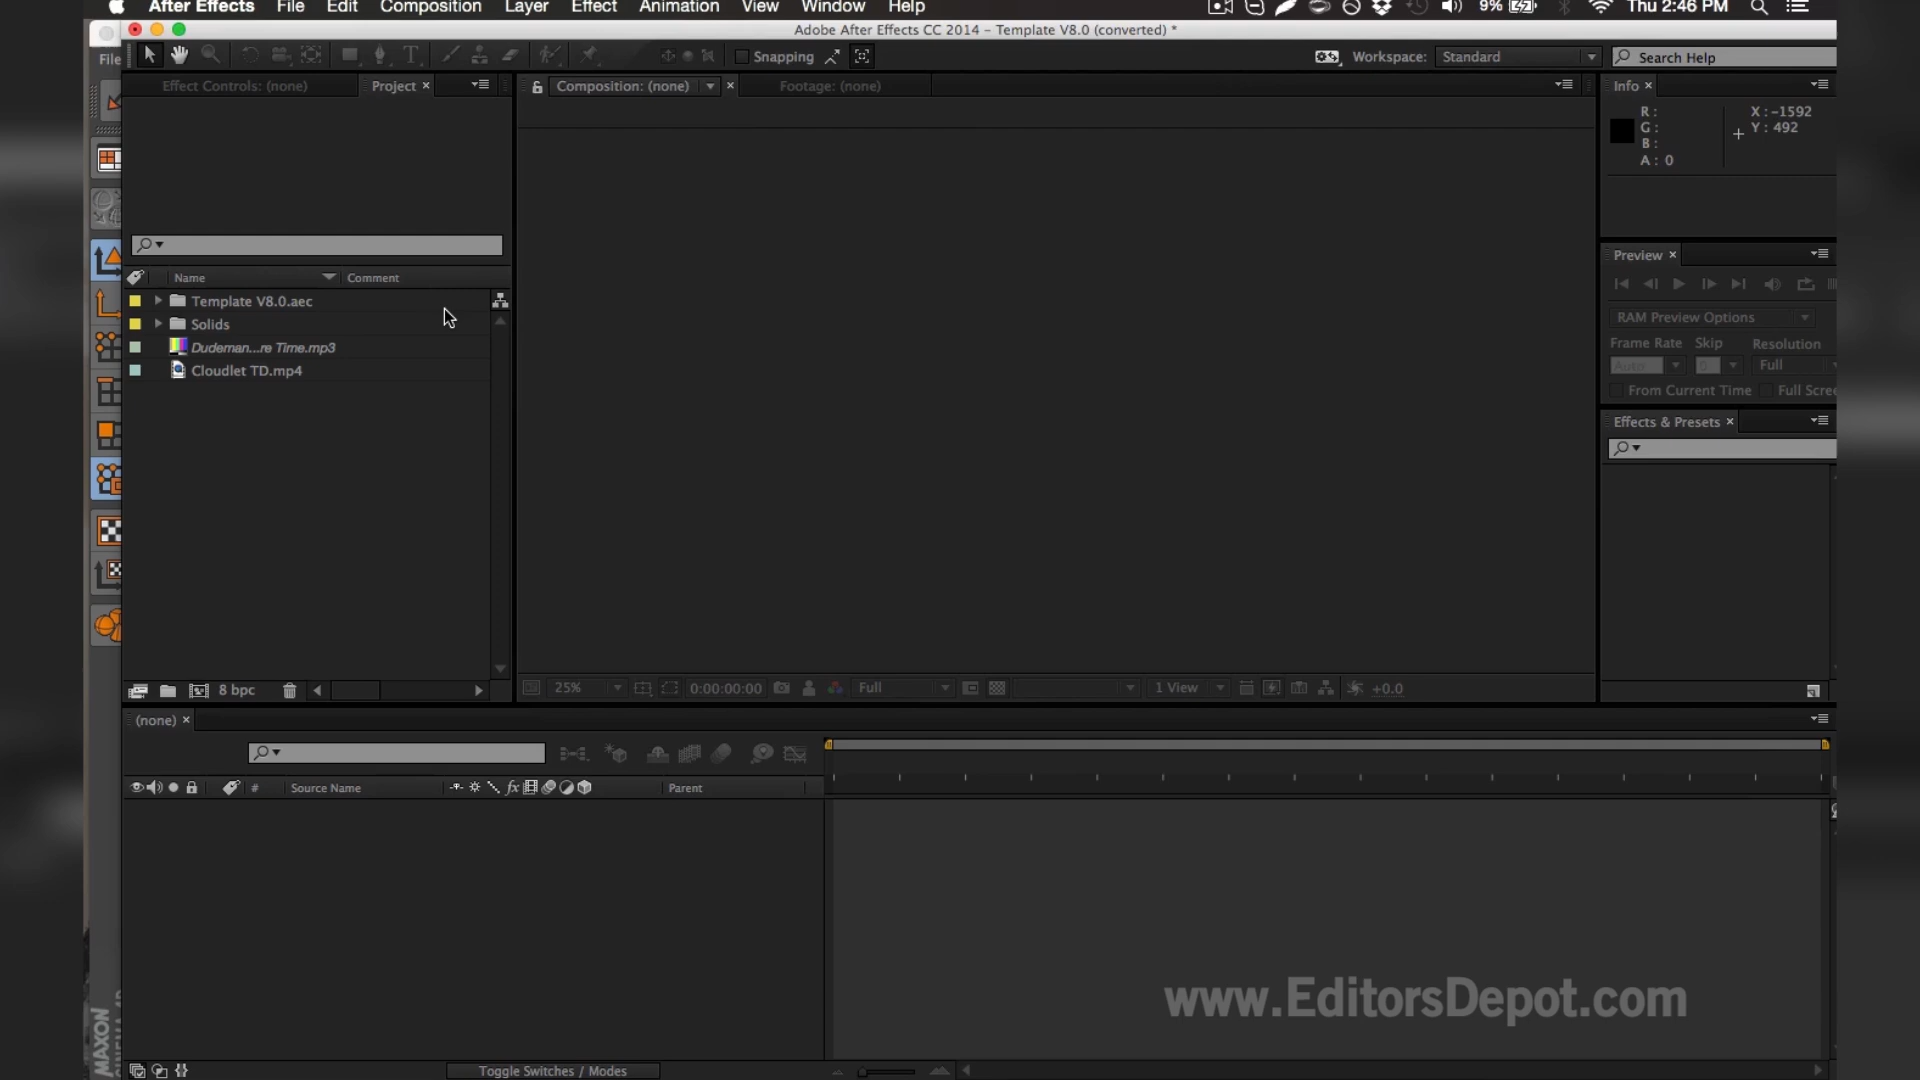 After Effects File Edit Composition Layer Effect Animation View Window Help 9% Thu 2:46 PM
Adobe After Effects CC 2014 - Template V8.0 (converted) *
File
Snapping Workspace: Standard Search Help
Effect Controls: (none) Project Composition: (none) Footage: (none) Info
R :
G :
B :
A : 0
X : -1592
Y : 492
Preview
RAM Preview Options
Frame Rate Skip Resolution
Auto 0 Full
From Current Time Full Scre
Effects & Presets
Name Comment
Template V8.0.aec
Solids
Dudeman...re Time.mp3
Cloudlet TD.mp4
8 bpc
25% 0:00:00:00 Full 1 View +0.0
(none)
# Source Name fx Parent
www.EditorsDepot.com
Toggle Switches / Modes
MAXON